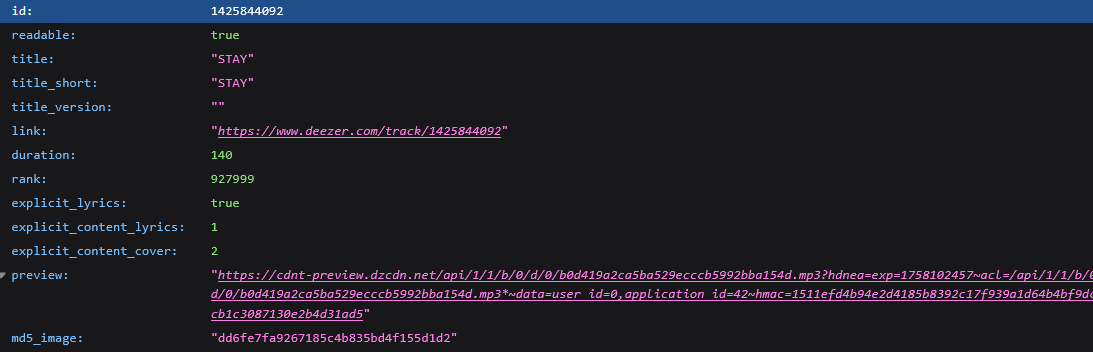 id: 1425844092
readable: true
title: "STAY"
title_short: "STAY"
title_version: ""
link: "https://www.deezer.com/track/1425844092"
duration: 140
rank: 927999
explicit_lyrics: true
explicit_content_lyrics: 1
explicit_content_cover: 2
preview: "https://cdnt-preview.dzcdn.net/api/1/1/b/0/d/0/b0d419a2ca5ba529ecccb5992bba154d.mp3?hdnea=exp=1758102457~acl=/api/1/1/b/0/
d/0/b0d419a2ca5ba529ecccb5992bba154d.mp3*~data=user_id=0,application_id=42~hmac=1511efd4b94e2d4185b8392c17f939a1d64b4bf9dc
cb1c3087130e2b4d31ad5"
md5_image: "dd6fe7fa9267185c4b835bd4f155d1d2"